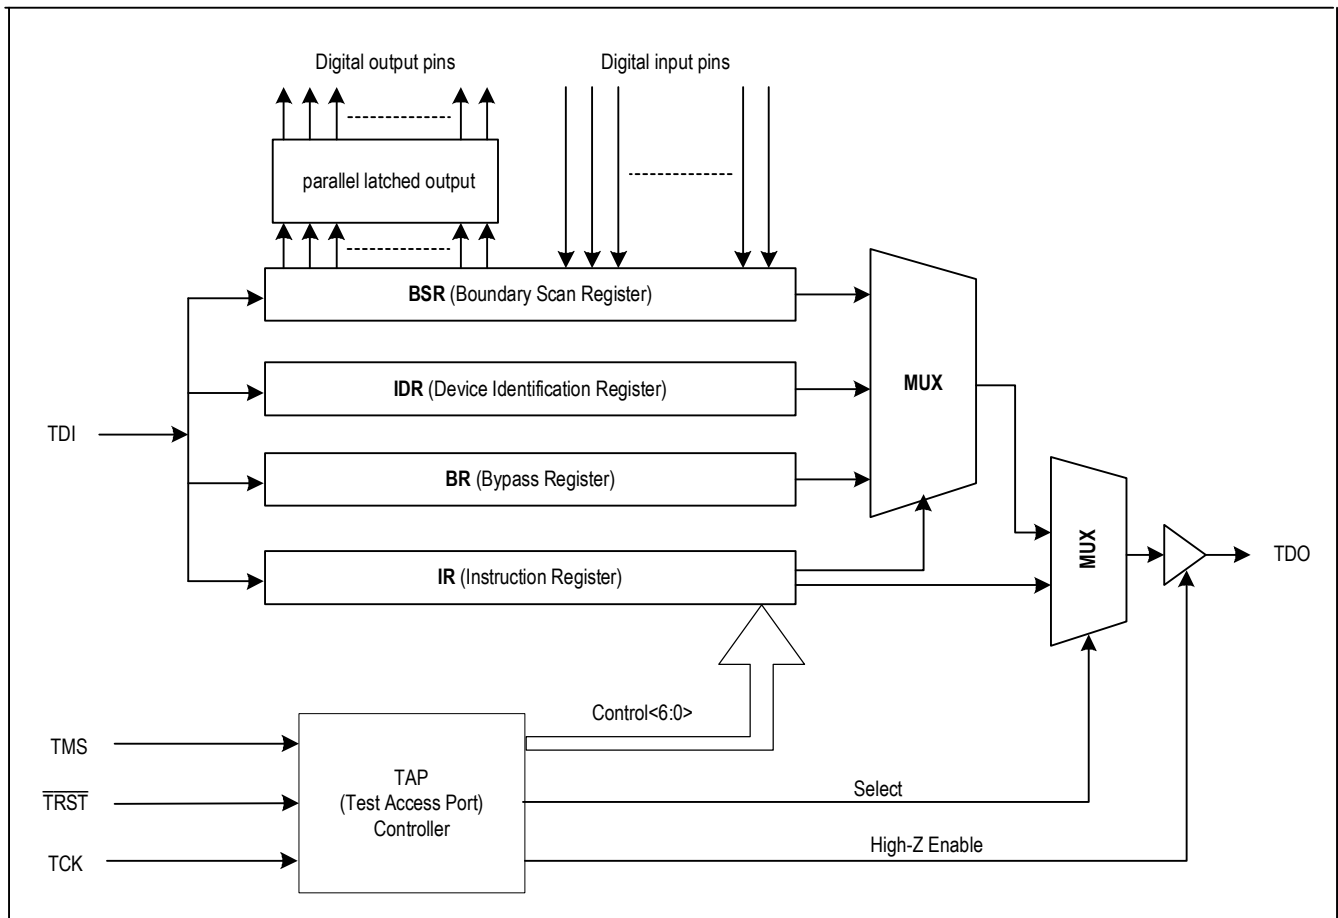 Digital output pins
Digital input pins
parallel latched output
BSR (Boundary Scan Register)
IDR (Device Identification Register)
MUX
TDI
BR (Bypass Register)
MUX
TDO
IR (Instruction Register)
Control<6:0>
TMS
TAP
(Test Access Port)
Controller
TRST
Select
TCK
High-Z Enable